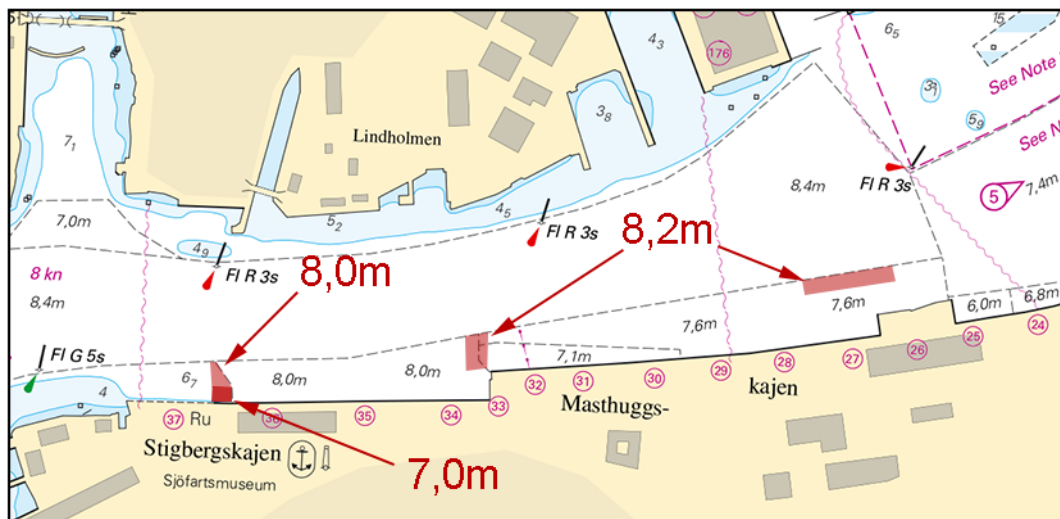 4₃
176
6₅
15
See Note
3₁
5₉
See N
7₁
Lindholmen
3₈
8,4m
Fl R 3s
5
7,4m
7,0m
5₂
4₅
4₉
Fl R 3s
Fl R 3s
8,2m
8 kn
8,0m
8,4m
7,6m
6,0m
6,8m
7,6m
Fl G 5s
7,1m
24
25
26
27
28
29
30
31
32
33
34
35
36
37
4
6₇
8,0m
8,0m
Ru
Masthuggs-
kajen
Stigbergskajen
Sjöfartsmuseum
7,0m